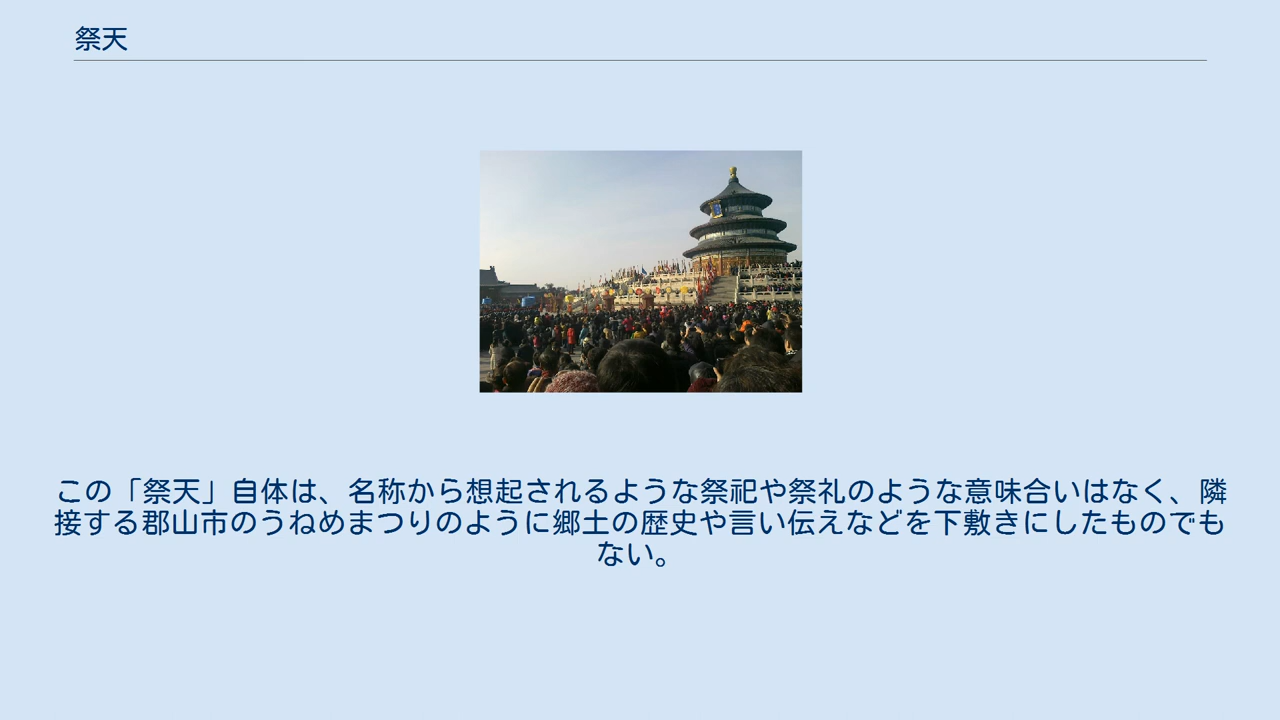 祭天
この「祭天」自体は、名称から想起されるような祭祀や祭礼のような意味合いはなく、隣
接する郡山市のうねめまつりのように郷土の歴史や言い伝えなどを下敷きにしたものでも
ない。